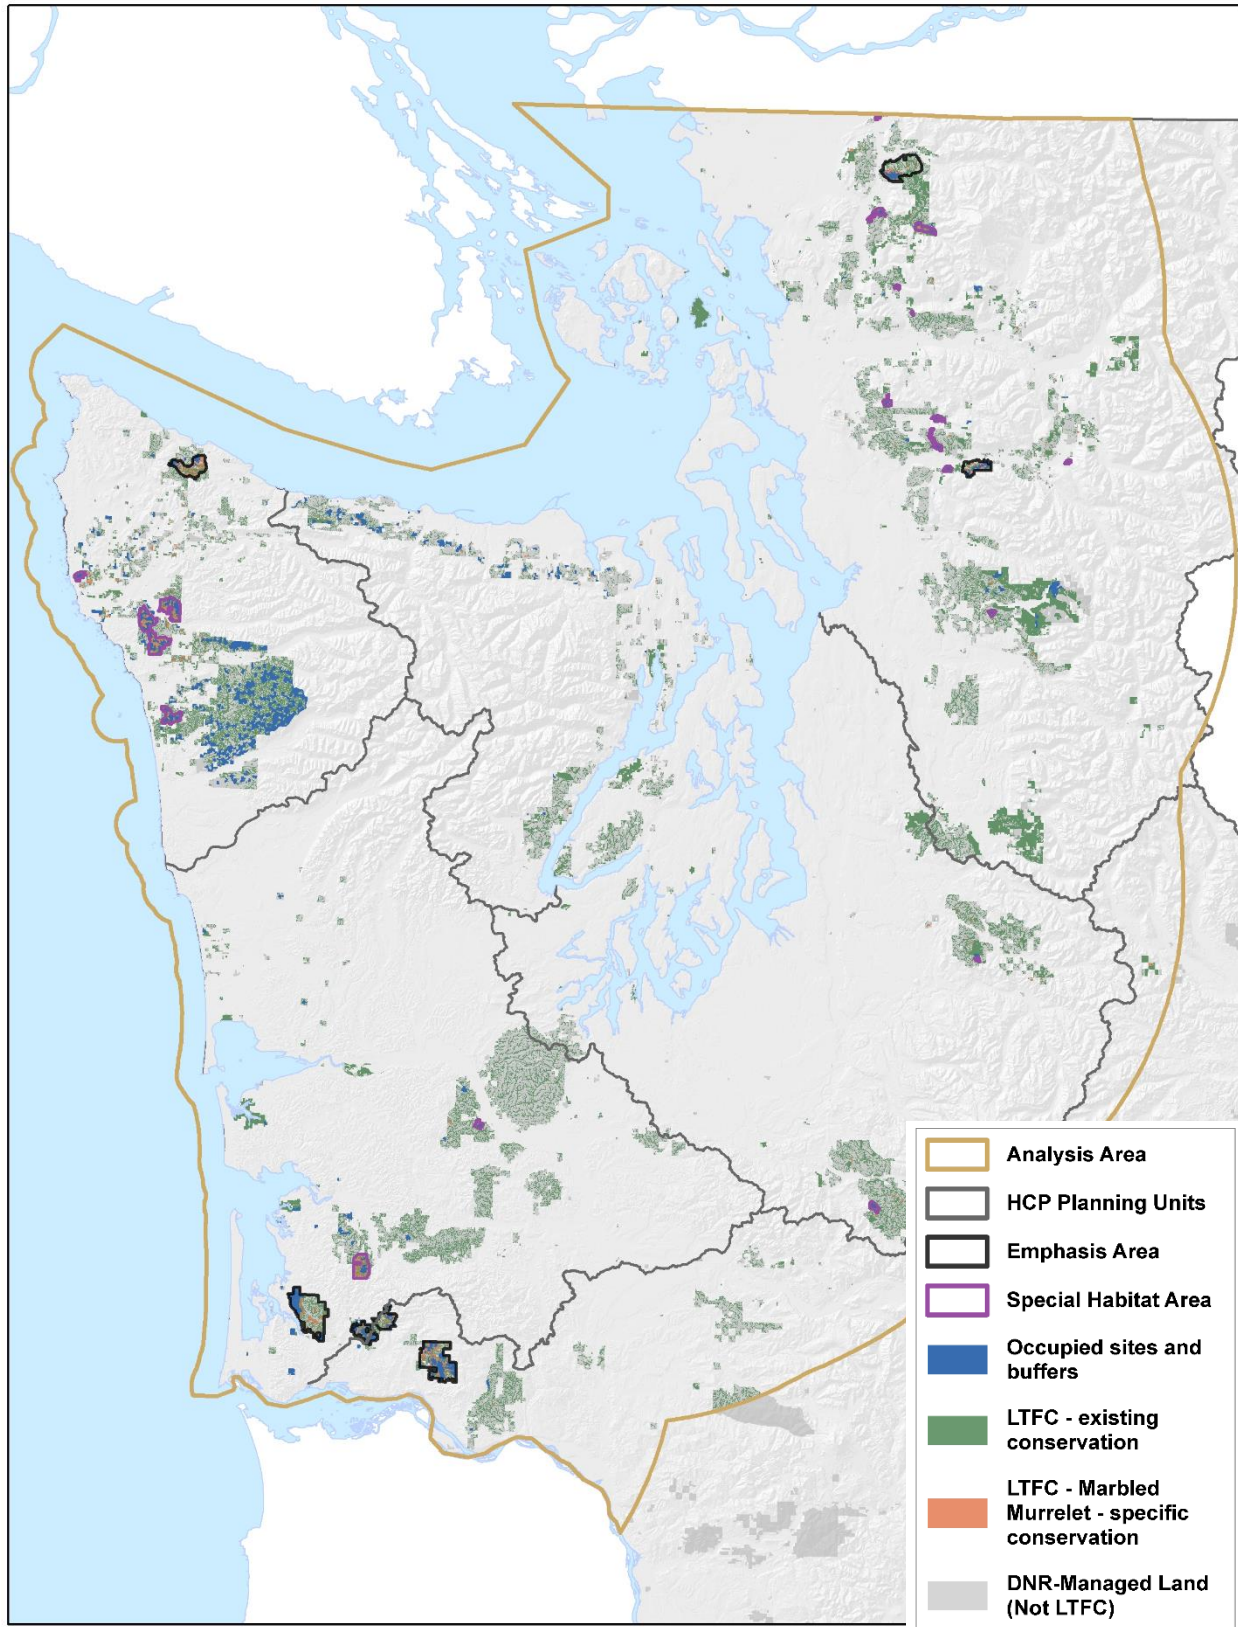 Analysis Area
HCP Planning Units
Emphasis Area
Special Habitat Area
Occupied sites and
buffers
LTFC - existing
conservation
LTFC - Marbled
Murrelet - specific
conservation
DNR-Managed Land
(Not LTFC)